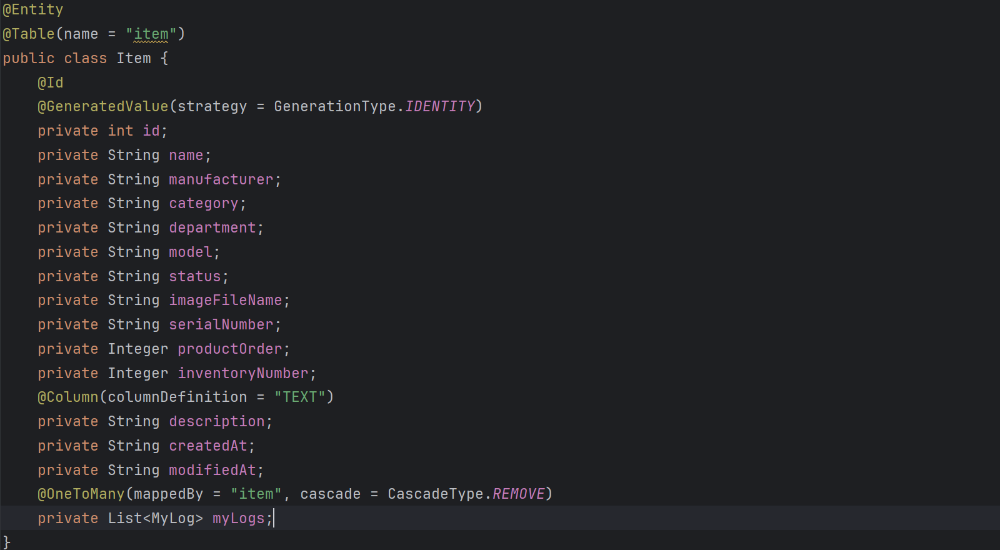 @Entity
@Table(name = "item")
public class Item {
    @Id
    @GeneratedValue(strategy = GenerationType.IDENTITY)
    private int id;
    private String name;
    private String manufacturer;
    private String category;
    private String department;
    private String model;
    private String status;
    private String imageFileName;
    private String serialNumber;
    private Integer productOrder;
    private Integer inventoryNumber;
    @Column(columnDefinition = "TEXT")
    private String description;
    private String createdAt;
    private String modifiedAt;
    @OneToMany(mappedBy = "item", cascade = CascadeType.REMOVE)
    private List<MyLog> myLogs;
}